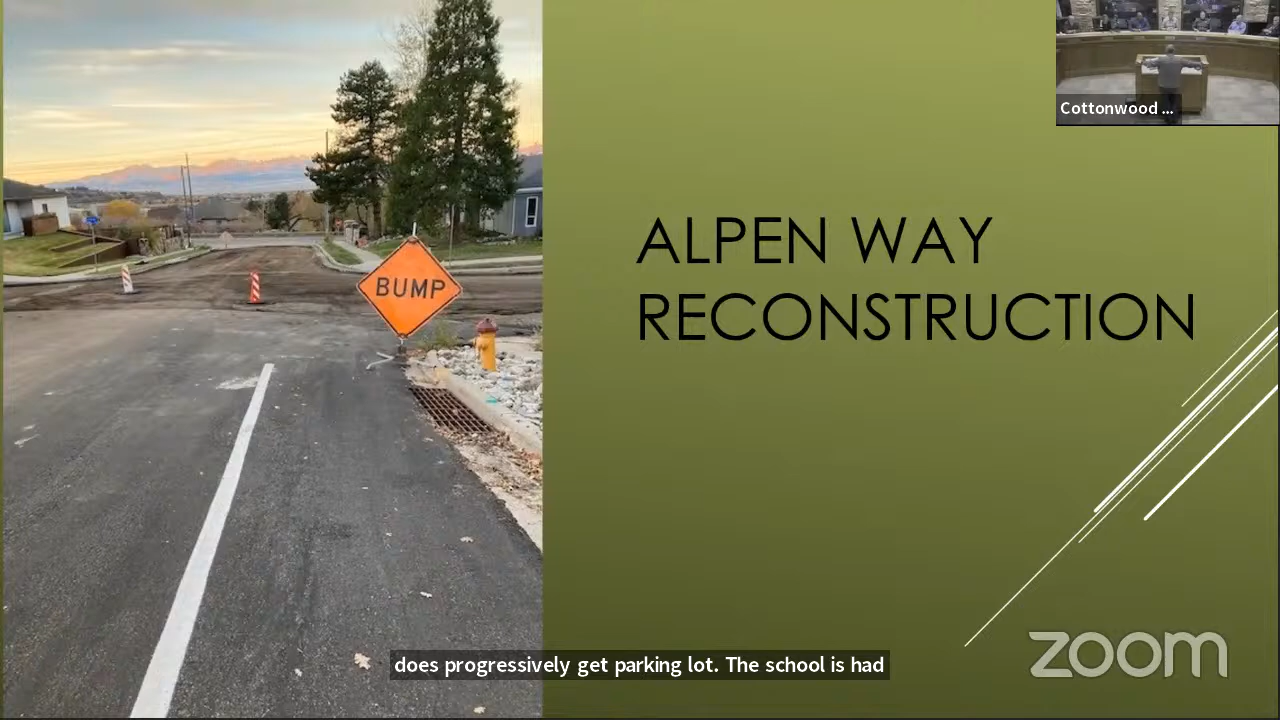 Cottonwood ...
BUMP
ALPEN WAY
RECONSTRUCTION
does progressively get parking lot. The school is had
zoom